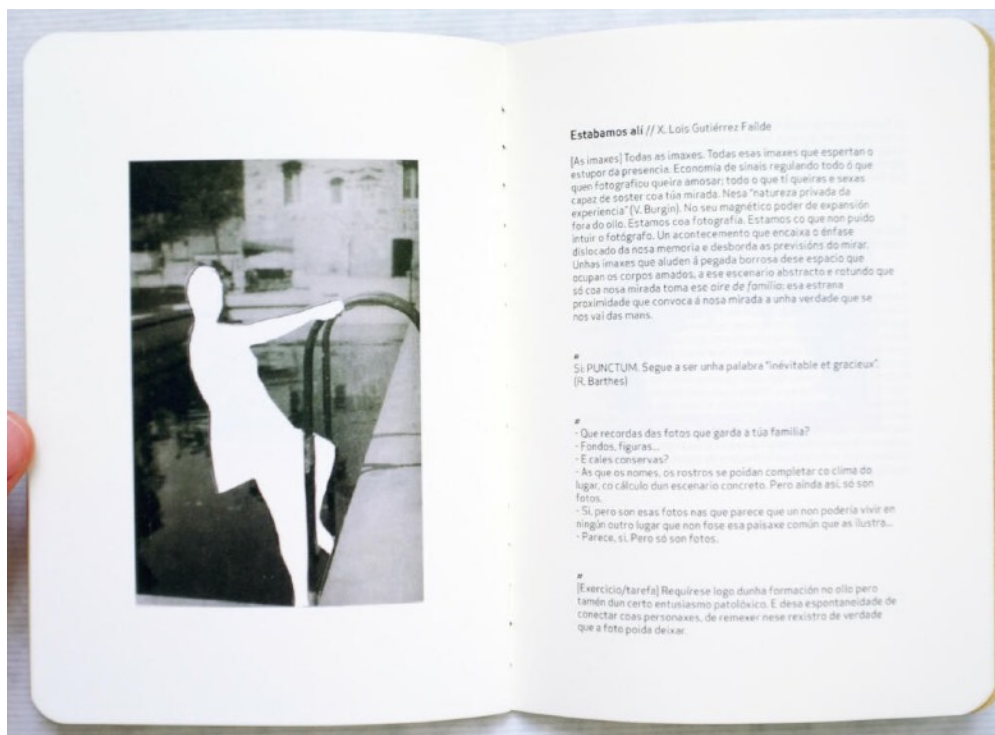 Estabamos alí // X. Lois Gutiérrez Faílde
[As imaxes] Todas as imaxes. Todas esas imaxes que espertan o
estupor da presencia. Economía de sinais regulando todo ó que
quen fotografiou queira amosar; todo o que ti queiras e sexas
capaz de soster coa túa mirada. Nesa "natureza privada da
experiencia" (V. Burgin). No seu magnético poder de expansión
fora do ollo. Estamos coa fotografía. Estamos co que non puido
intuir o fotógrafo. Un acontecemento que encaixa o énfase
dislocado da nosa memoria e desborda as previsións do mirar.
Unhas imaxes que aluden á pegada borrosa dese espacio que
ocupan os corpos amados, a ese escenario abstracto e rotundo que
só coa nosa mirada toma ese aire de familia; esa estrana
proximidade que convoca á nosa mirada a unha verdade que se
nos vai das mans.
#
Si: PUNCTUM. Segue a ser unha palabra "inévitable et gracieux".
(R. Barthes)
#
- Que recordas das fotos que garda a túa familia?
- Fondos, figuras...
- E cales conservas?
- As que os nomes, os rostros se poidan completar co clima do
lugar, co cálculo dun escenario concreto. Pero aínda así, só son
fotos.
- Si, pero son esas fotos nas que parece que un non podería vivir en
ningún outro lugar que non fose esa paisaxe común que as ilustra...
- Parece, si. Pero só son fotos.
#
[Exercicio/tarefa] Requírese logo dunha formación no ollo pero
tamén dun certo entusiasmo patolóxico. E desa espontaneidade de
conectar coas personaxes, de remexer nese rexistro de verdade
que a foto poida deixar.